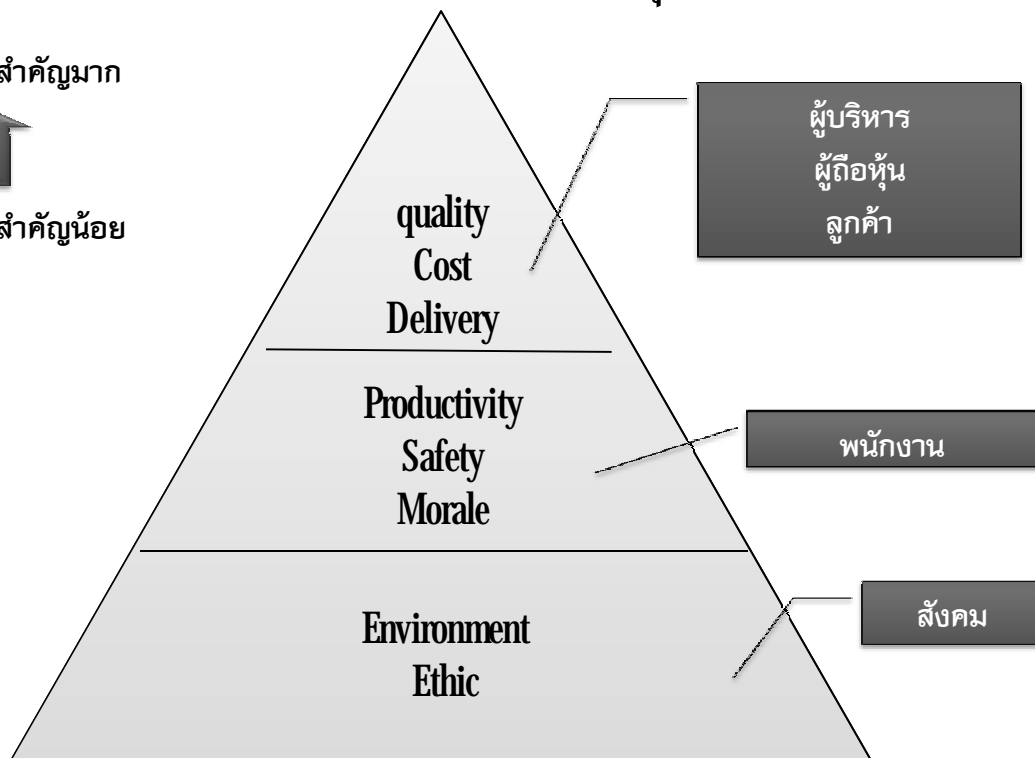 สำคัญมาก
สำคัญน้อย
ผู้บริหาร
ผู้ถือหุ้น
ลูกค้า
quality
Cost
Delivery
Productivity
Safety
Morale
พนักงาน
Environment
Ethic
สังคม